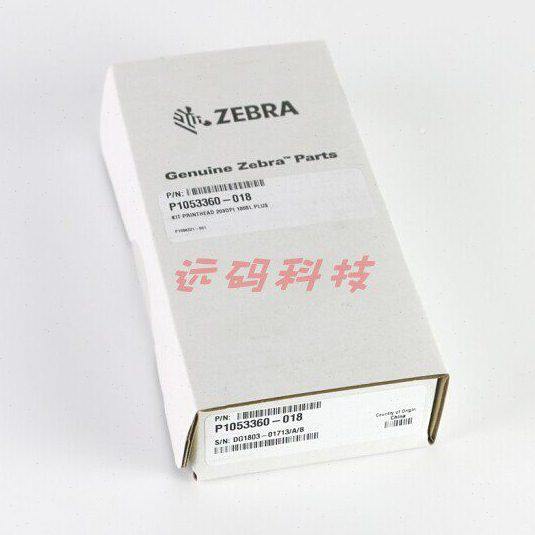 ZEBRA
Genuine Zebra™ Parts
P/N:
P1053360-018
KIT PRINTHEAD 203DPI 105SL PLUS
远码科技
P/N:
P1053360-018
S/N: DG1803-01713/A/B
Country of Origin
China